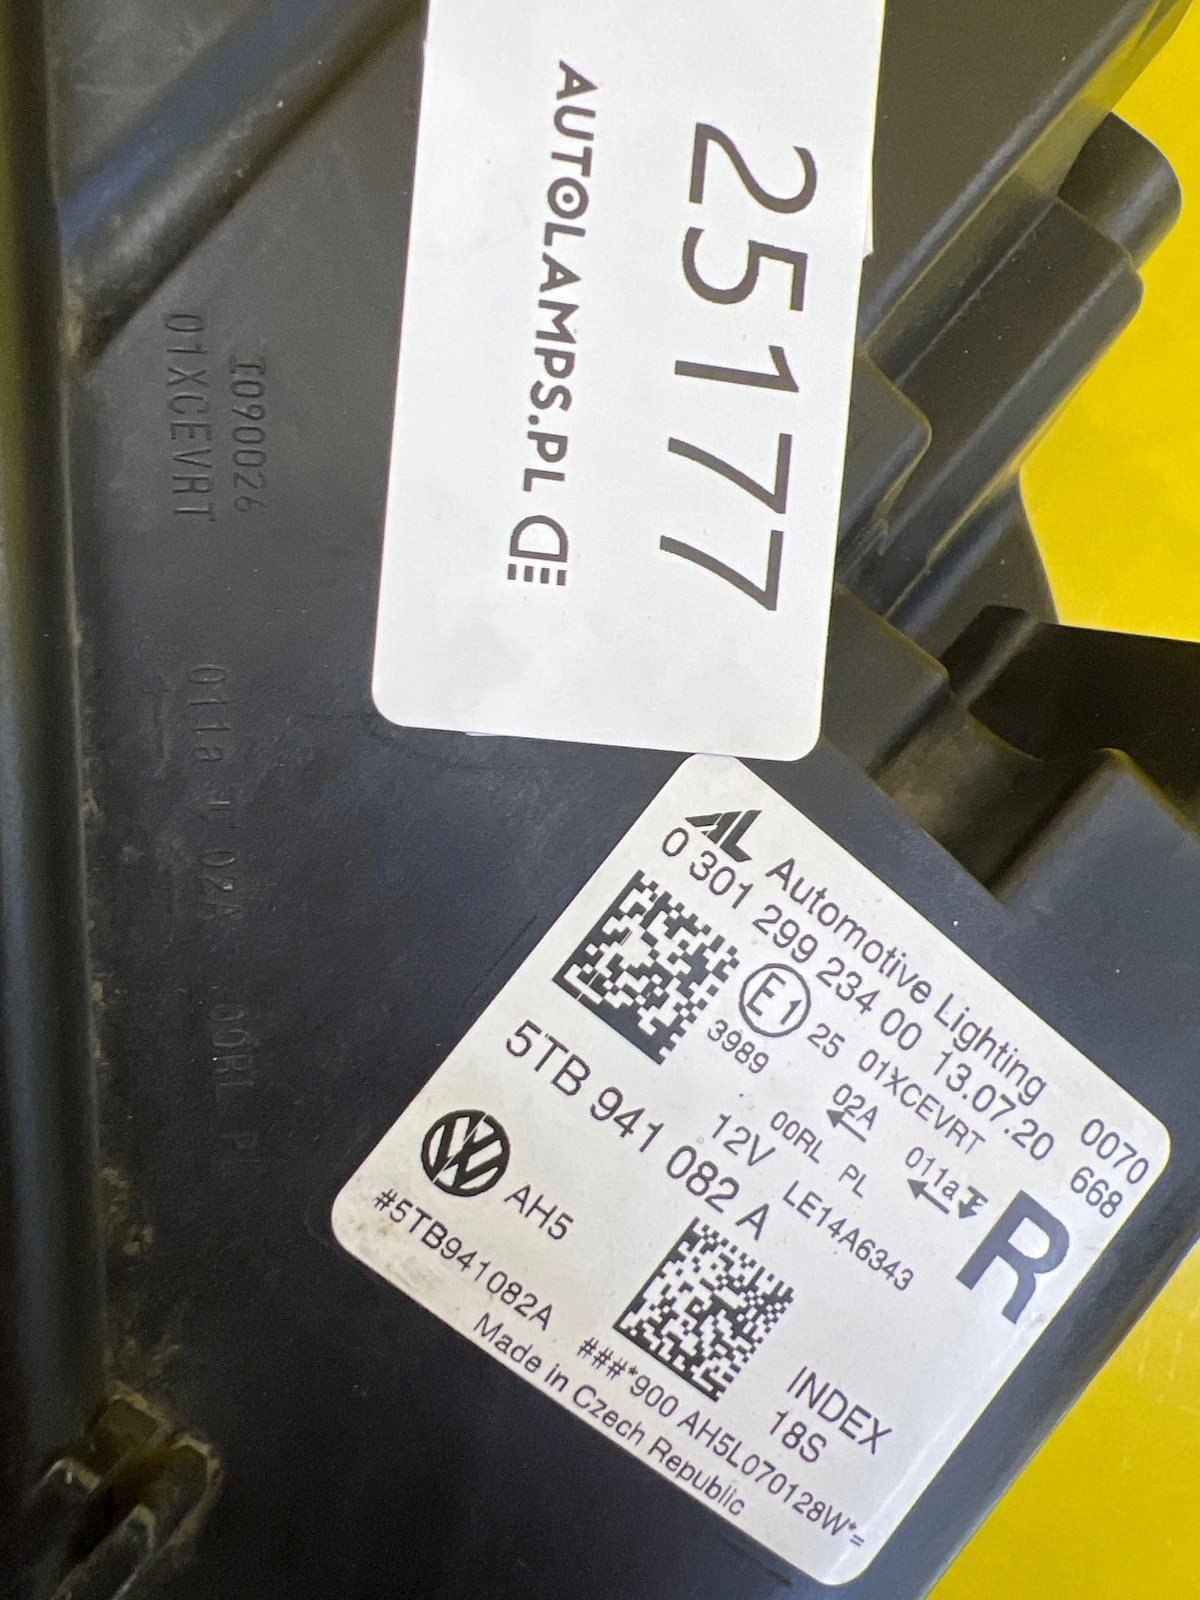 25177
AUTOLAMPS.PL
I090026
01XCEVRT
011a
02A
00RL PL
AL Automotive Lighting 0070
0 301 299 234 00 13.07.20 668
E1 25 01XCEVRT 011a
3989 02A
00RL PL R
12V LE14A6343
5TB 941 082 A
AH5
INDEX
18S
#5TB941082A ###*900 AH5L070128W*=
Made in Czech Republic